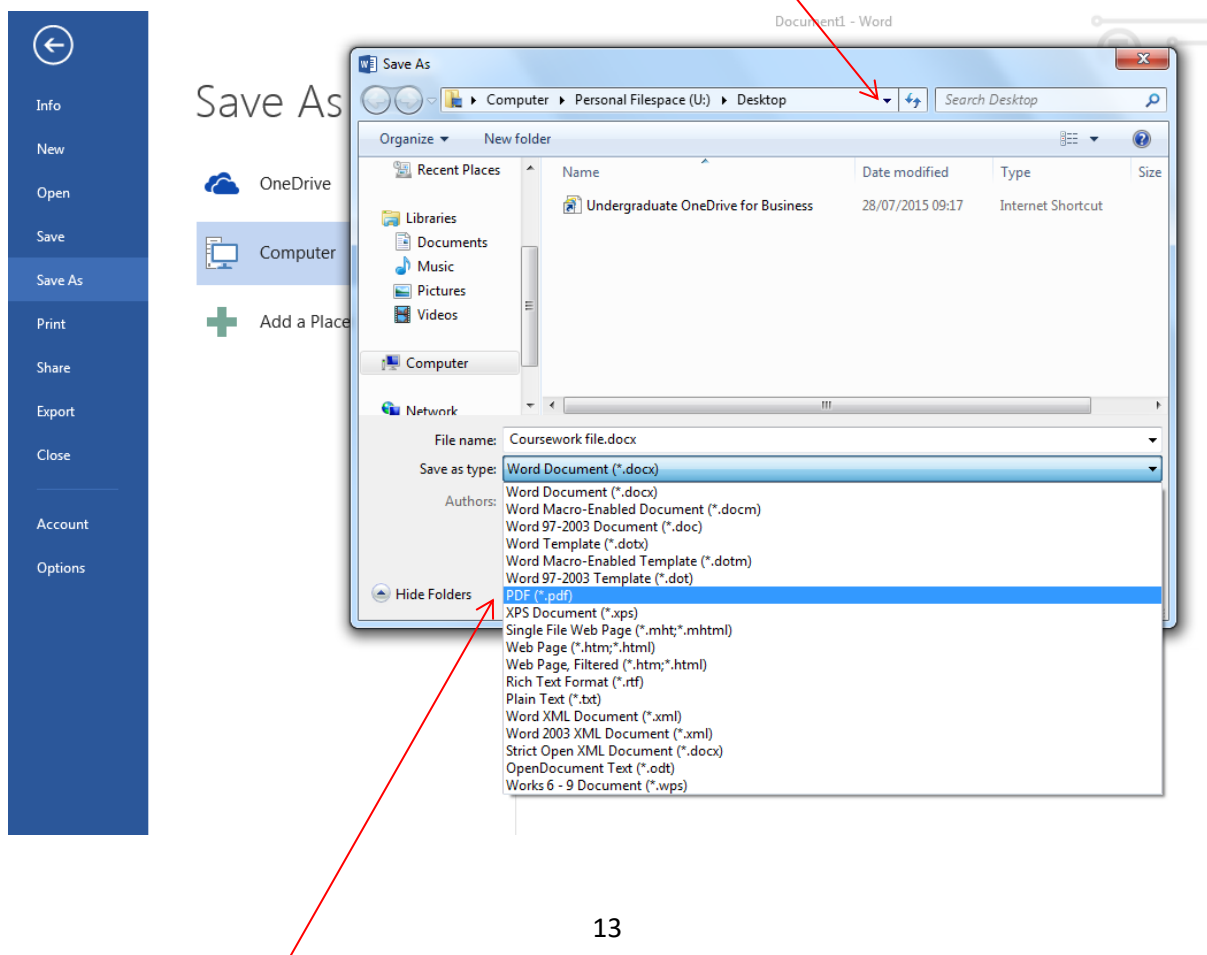 Document1 - Word
Info
New
Open
Save
Save As
Print
Share
Export
Close
Account
Options
Save As
OneDrive
Computer
Add a Place
Save As
Computer Personal Filespace (U:) Desktop
Search Desktop
Organize New folder
Recent Places
Libraries
Documents
Music
Pictures
Videos
Computer
Network
Name Date modified Type Size
Undergraduate OneDrive for Business 28/07/2015 09:17 Internet Shortcut
File name: Coursework file.docx
Save as type: Word Document (*.docx)
Authors:
Word Document (*.docx)
Word Macro-Enabled Document (*.docm)
Word 97-2003 Document (*.doc)
Word Template (*.dotx)
Word Macro-Enabled Template (*.dotm)
Word 97-2003 Template (*.dot)
PDF (*.pdf)
XPS Document (*.xps)
Single File Web Page (*.mht;*.mhtml)
Web Page (*.htm;*.html)
Web Page, Filtered (*.htm;*.html)
Rich Text Format (*.rtf)
Plain Text (*.txt)
Word XML Document (*.xml)
Word 2003 XML Document (*.xml)
Strict Open XML Document (*.docx)
OpenDocument Text (*.odt)
Works 6 - 9 Document (*.wps)
Hide Folders
13